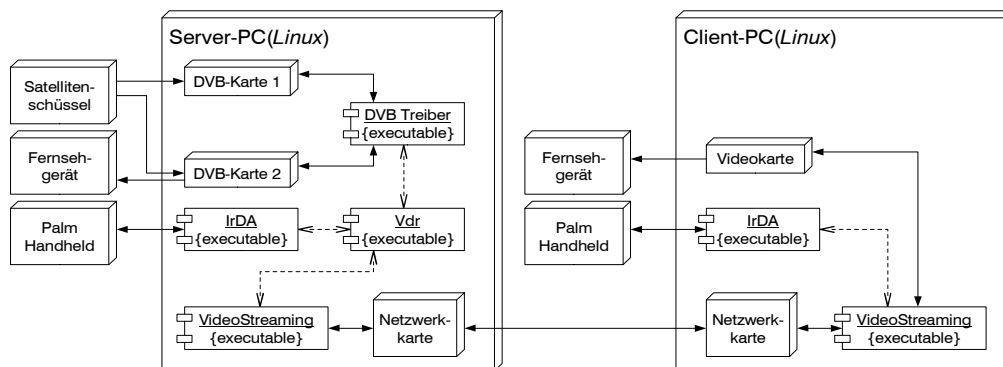 Server-PC(Linux)
Client-PC(Linux)
Satelliten-
schüssel
DVB-Karte 1
DVB Treiber
{executable}
Fernseh-
gerät
DVB-Karte 2
Fernseh-
gerät
Videokarte
Palm
Handheld
IrDA
{executable}
Vdr
{executable}
Palm
Handheld
IrDA
{executable}
VideoStreaming
{executable}
Netzwerk-
karte
Netzwerk-
karte
VideoStreaming
{executable}